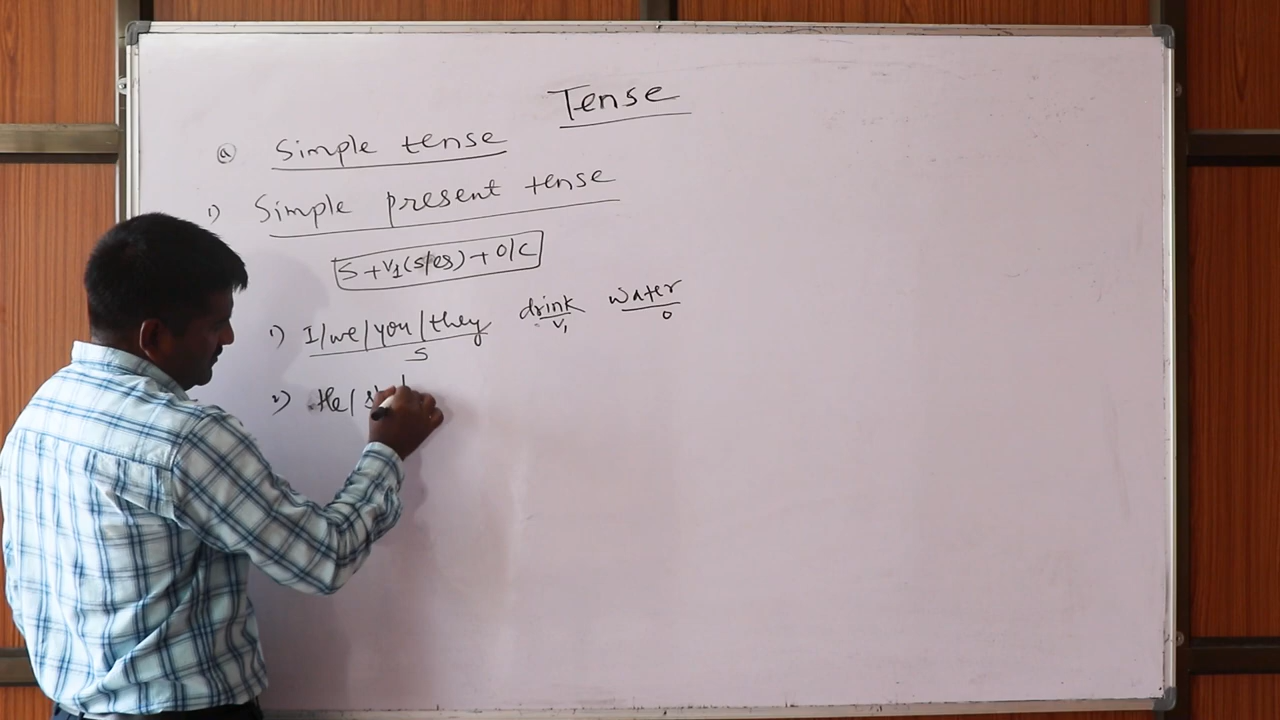 Tense
a Simple tense
1) Simple present tense
S + V1 (s/es) + O/C
1) I/we/you/they drink water
S V1 O
2) He/